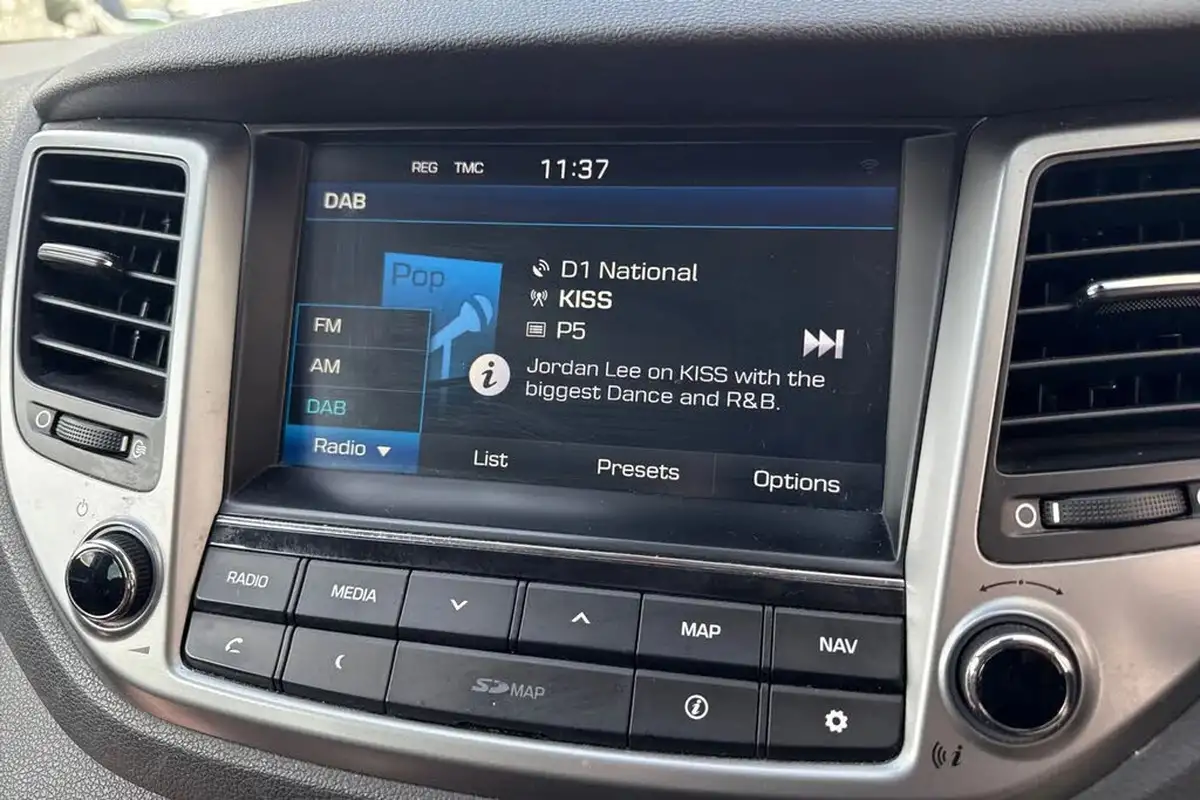 REG TMC 11:37
DAB
Pop
D1 National
KISS
P5
Jordan Lee on KISS with the
biggest Dance and R&B.
FM
AM
DAB
Radio
List
Presets
Options
RADIO
MEDIA
MAP
NAV
SD MAP